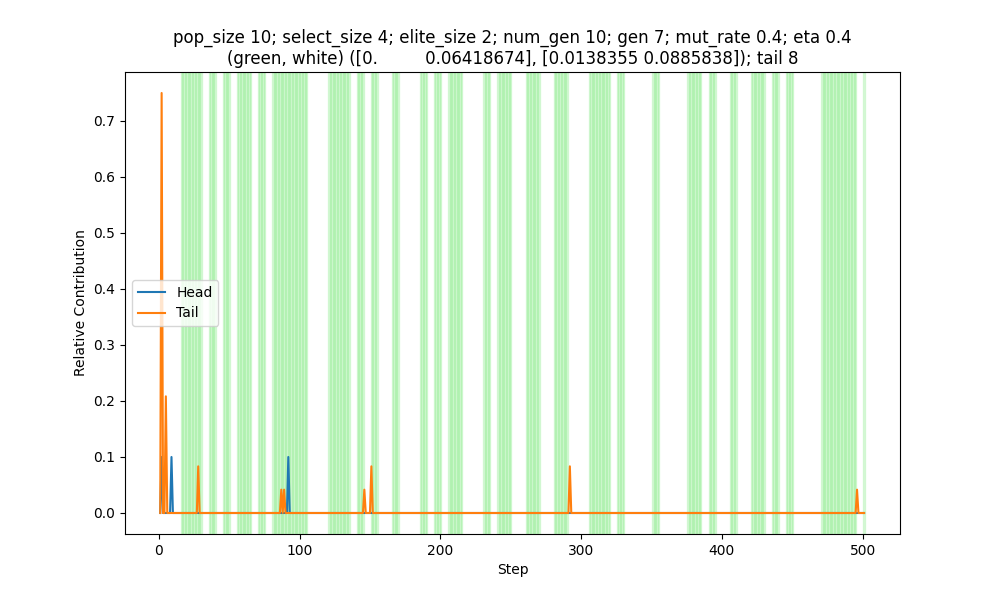 pop_size 10; select_size 4; elite_size 2; num_gen 10; gen 7; mut_rate 0.4; eta 0.4
(green, white) ([0.          0.06418674], [0.0138355 0.0885838]); tail 8
0.7
0.6
0.5
0.4
0.3
0.2
0.1
0.0
Relative Contribution
Head
Tail
0
100
200
300
400
500
Step